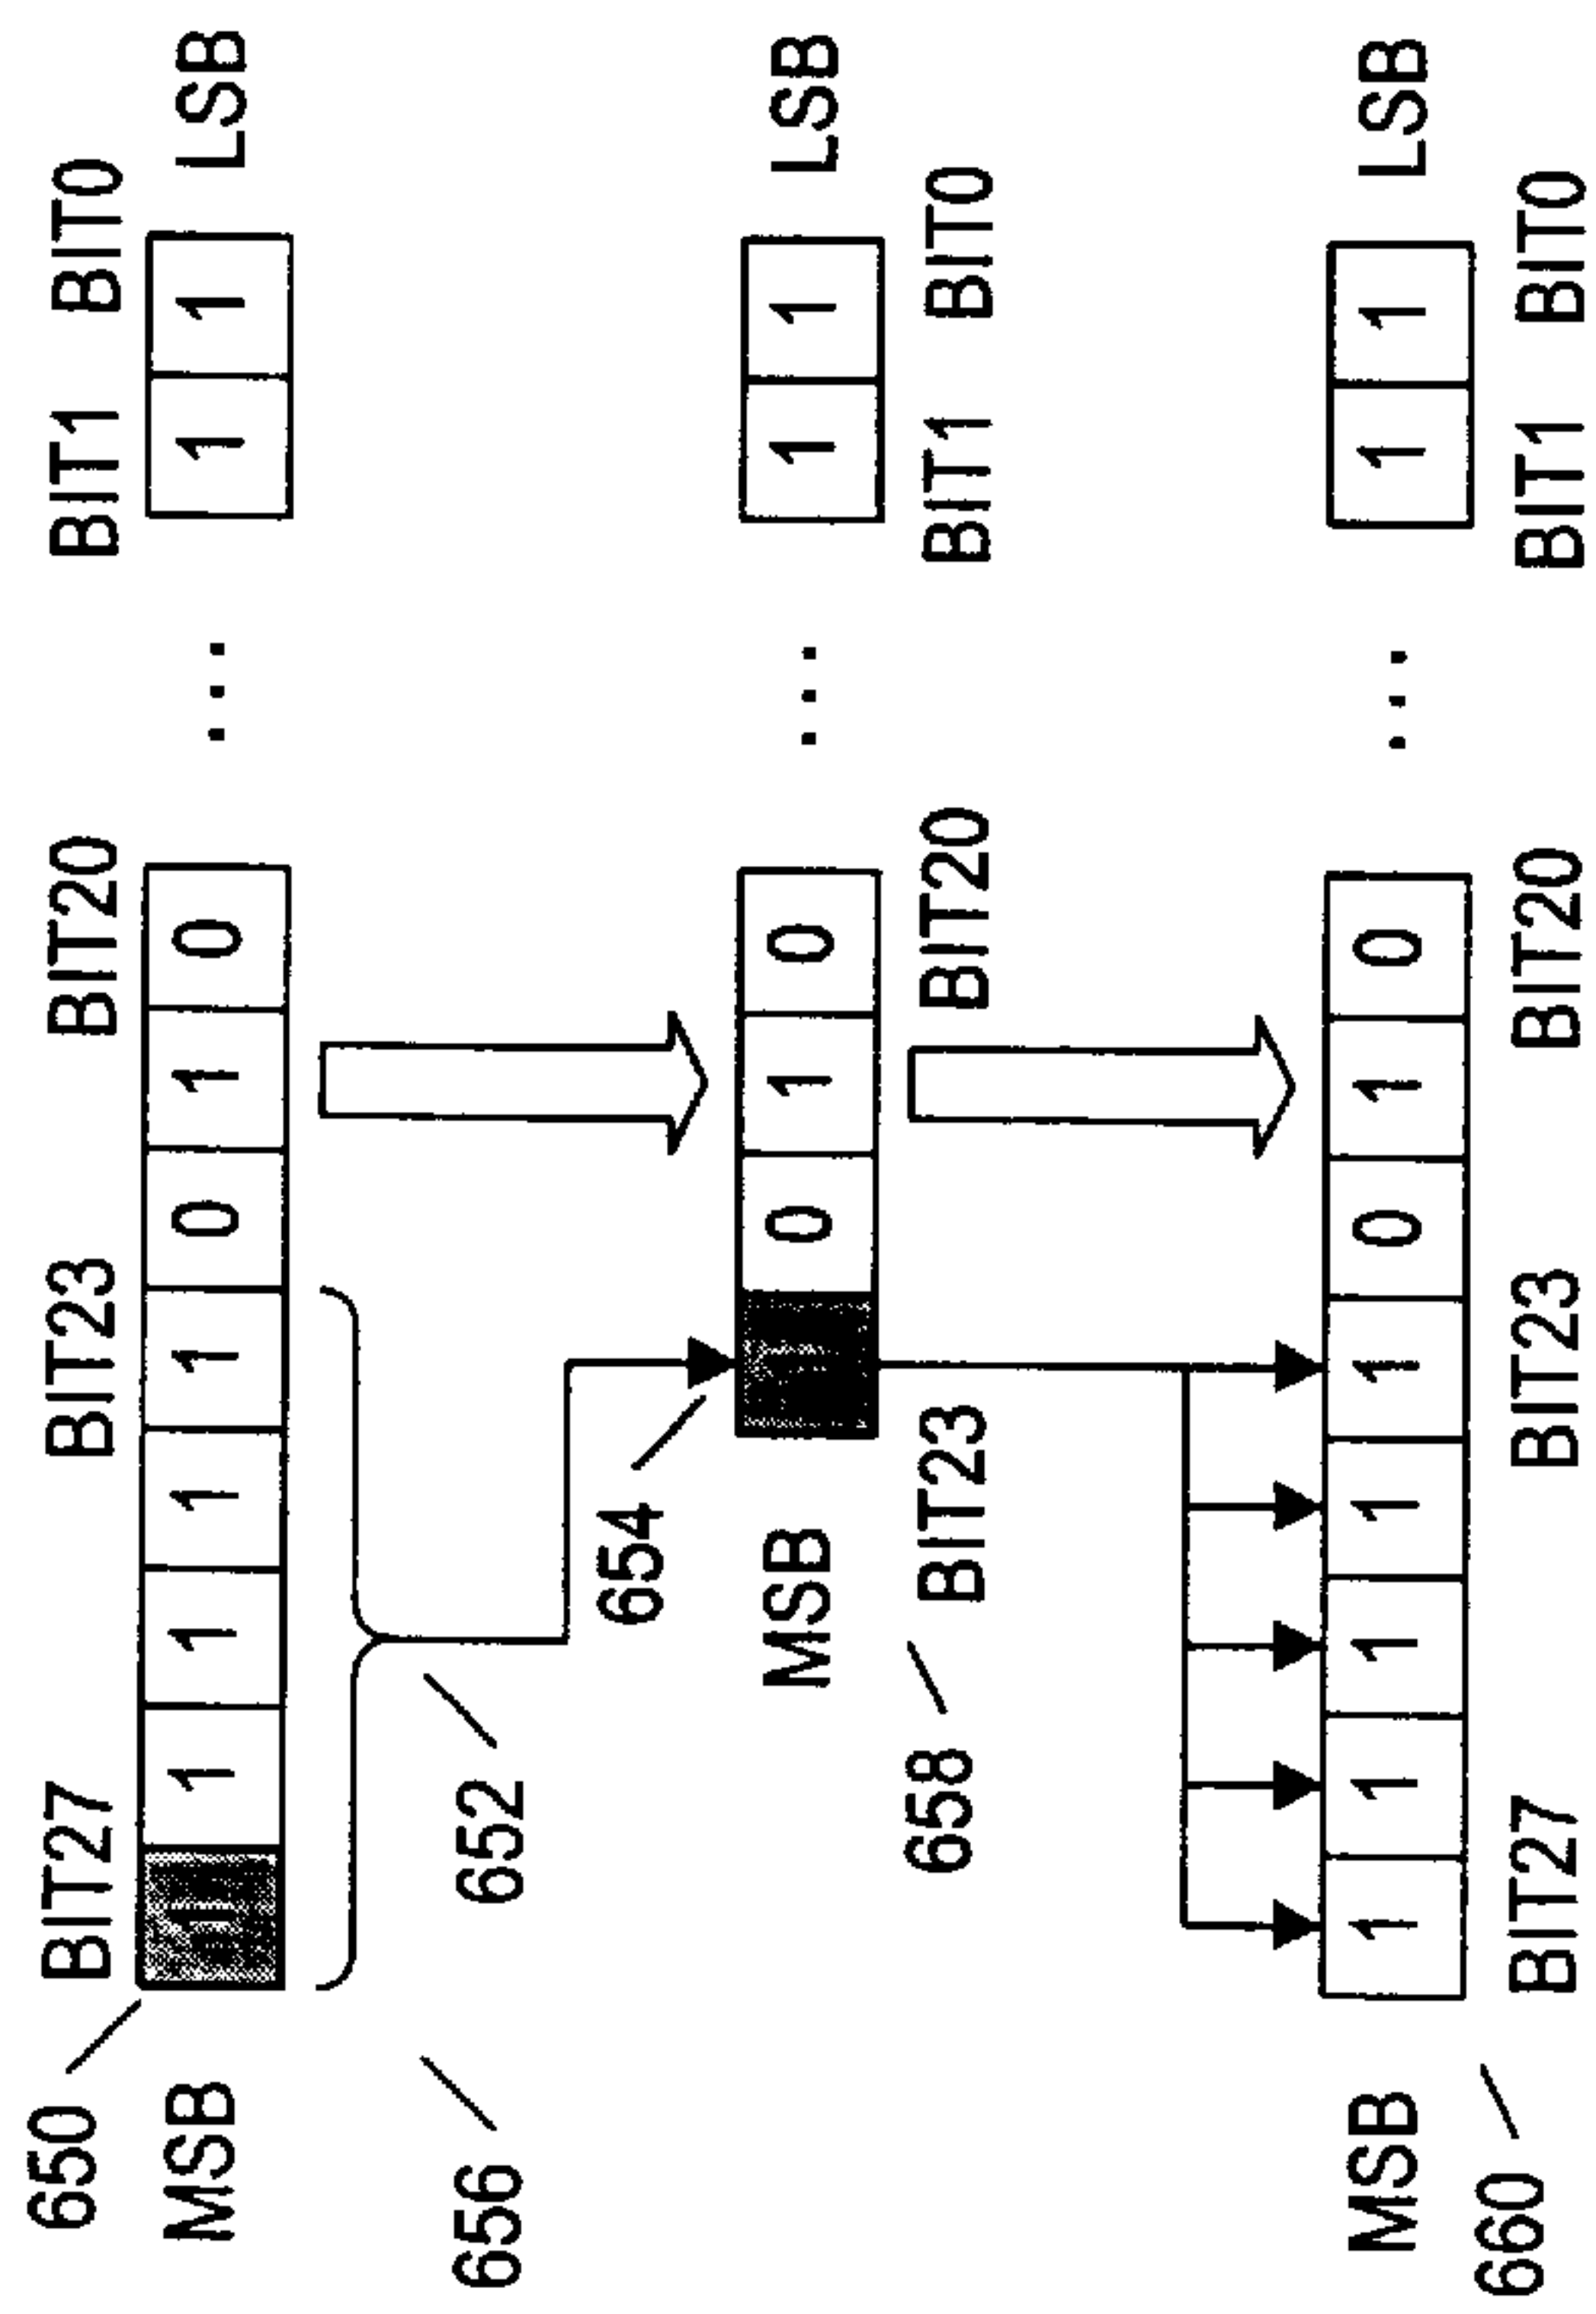 650
BIT27 BIT23 BIT20 BIT1 BIT0
MSB 1 1 1 1 1 0 1 0 ... 1 1 LSB
656 652
654
MSB 1 0 1 0 ... 1 1 LSB
658 BIT23 BIT20 BIT1 BIT0
MSB 1 1 1 1 1 0 1 0 ... 1 1 LSB
660 BIT27 BIT23 BIT20 BIT1 BIT0